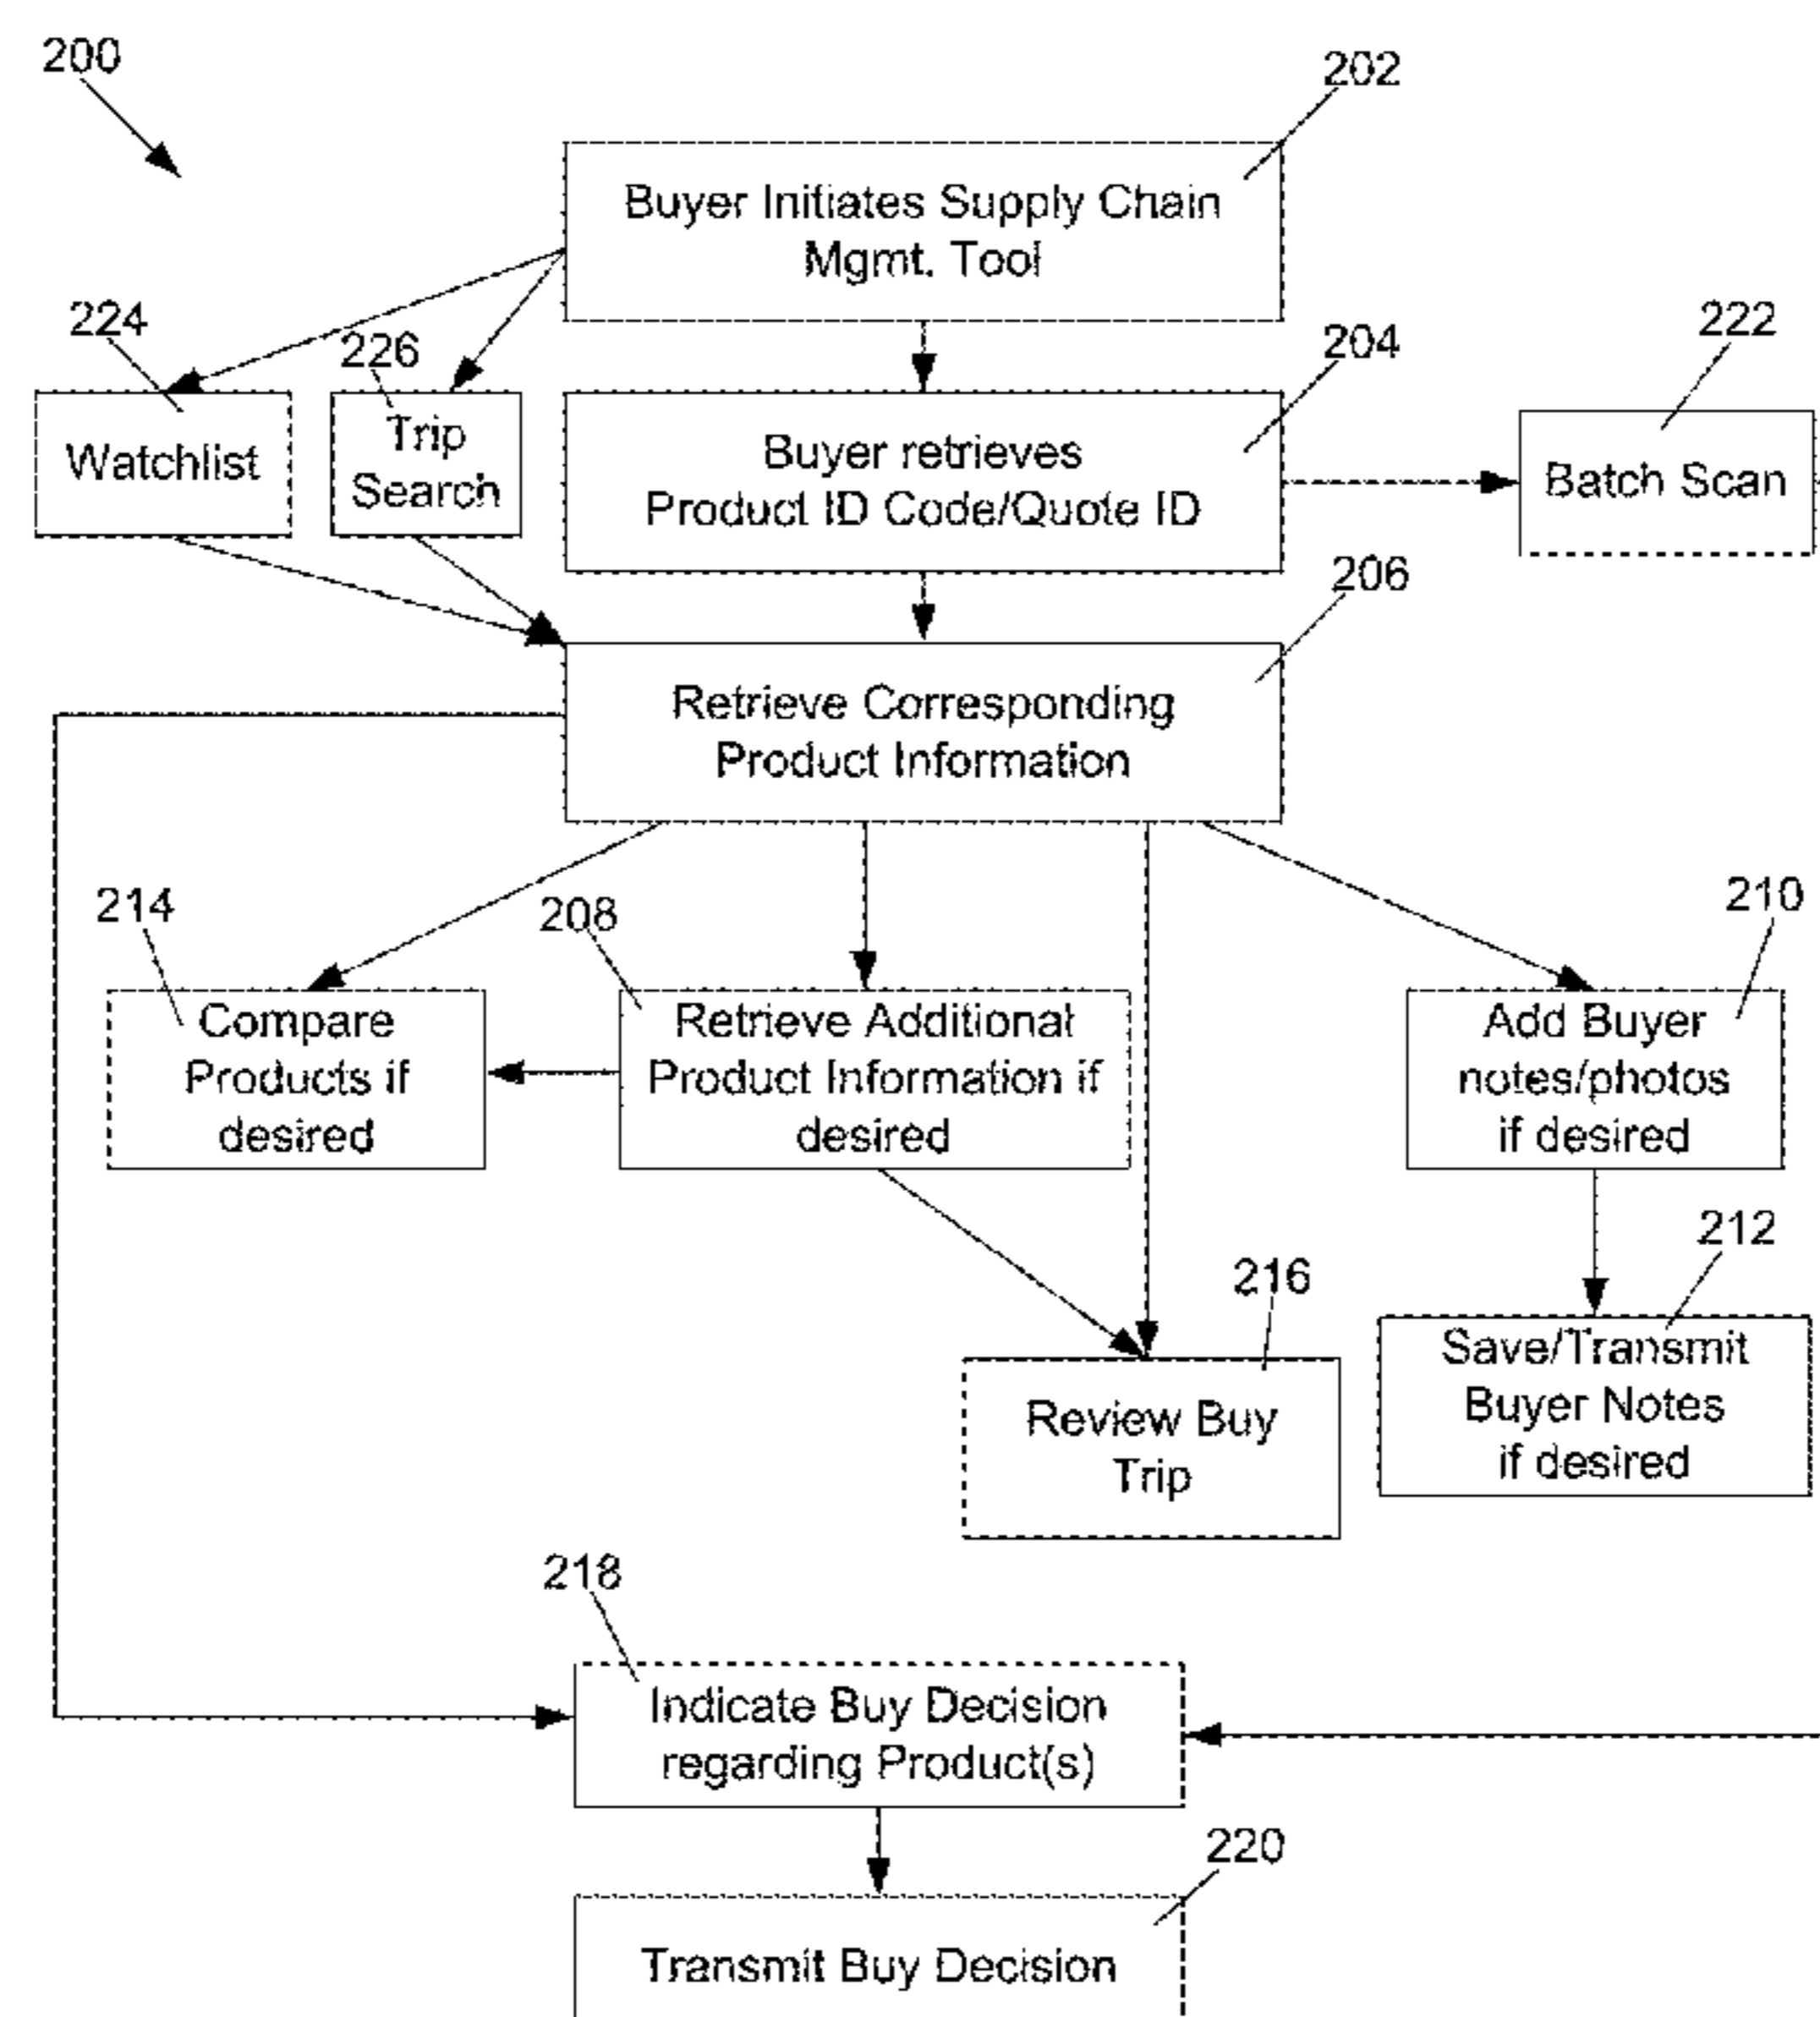 200
202
Buyer Initiates Supply Chain
Mgmt. Tool
224
226
204
222
Watchlist
Trip
Search
Buyer retrieves
Product ID Code/Quote ID
Batch Scan
206
Retrieve Corresponding
Product Information
214
208
210
Compare
Products if
desired
Retrieve Additional
Product Information if
desired
Add Buyer
notes/photos
if desired
212
216
Save/Transmit
Buyer Notes
if desired
Review Buy
Trip
218
Indicate Buy Decision
regarding Product(s)
220
Transmit Buy Decision